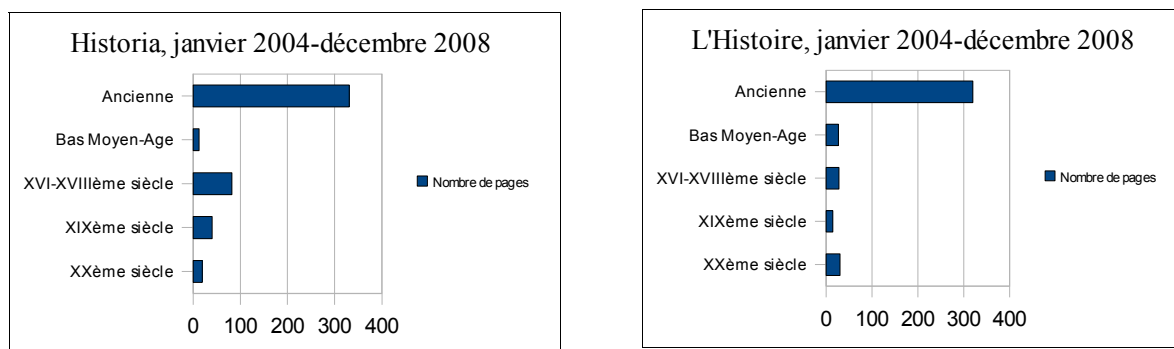 Historia, janvier 2004-décembre 2008
Ancienne
Bas Moyen-Age
XVI-XVIIIème siècle
XIXème siècle
XXème siècle
0 100 200 300 400
Nombre de pages
L'Histoire, janvier 2004-décembre 2008
Ancienne
Bas Moyen-Age
XVI-XVIIIème siècle
XIXème siècle
XXème siècle
0 100 200 300 400
Nombre de pages